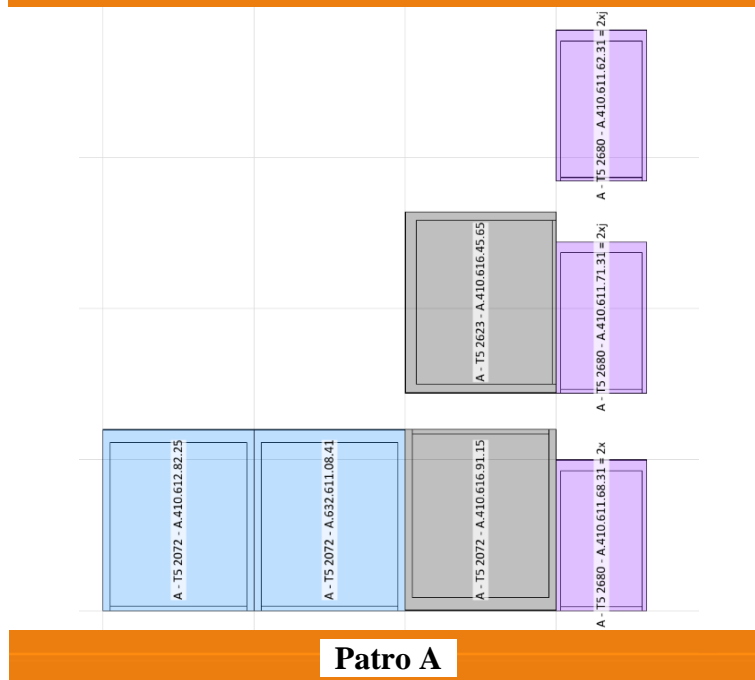 A - T5 2680 - A.410.611.62.31 = 2xj
A - T5 2623 - A.410.616.45.65
A - T5 2680 - A.410.611.71.31 = 2xj
A - T5 2072 - A.410.612.82.25
A - T5 2072 - A.632.611.08.41
A - T5 2072 - A.410.616.91.15
A - T5 2680 - A.410.611.68.31 = 2x
Patro A